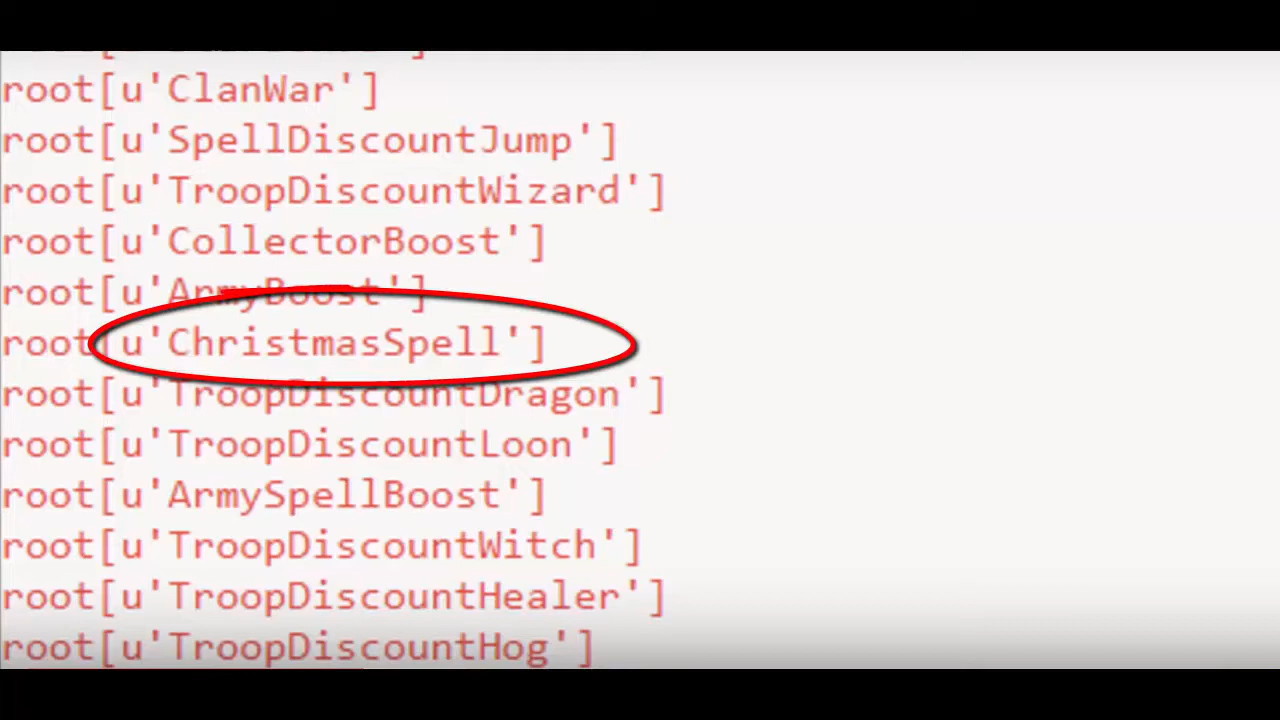 root[u'ClanWar']
root[u'SpellDiscountJump']
root[u'TroopDiscountWizard']
root[u'CollectorBoost']
root[u'ArmyBoost']
root[u'ChristmasSpell']
root[u'TroopDiscountDragon']
root[u'TroopDiscountLoon']
root[u'ArmySpellBoost']
root[u'TroopDiscountWitch']
root[u'TroopDiscountHealer']
root[u'TroopDiscountHog']